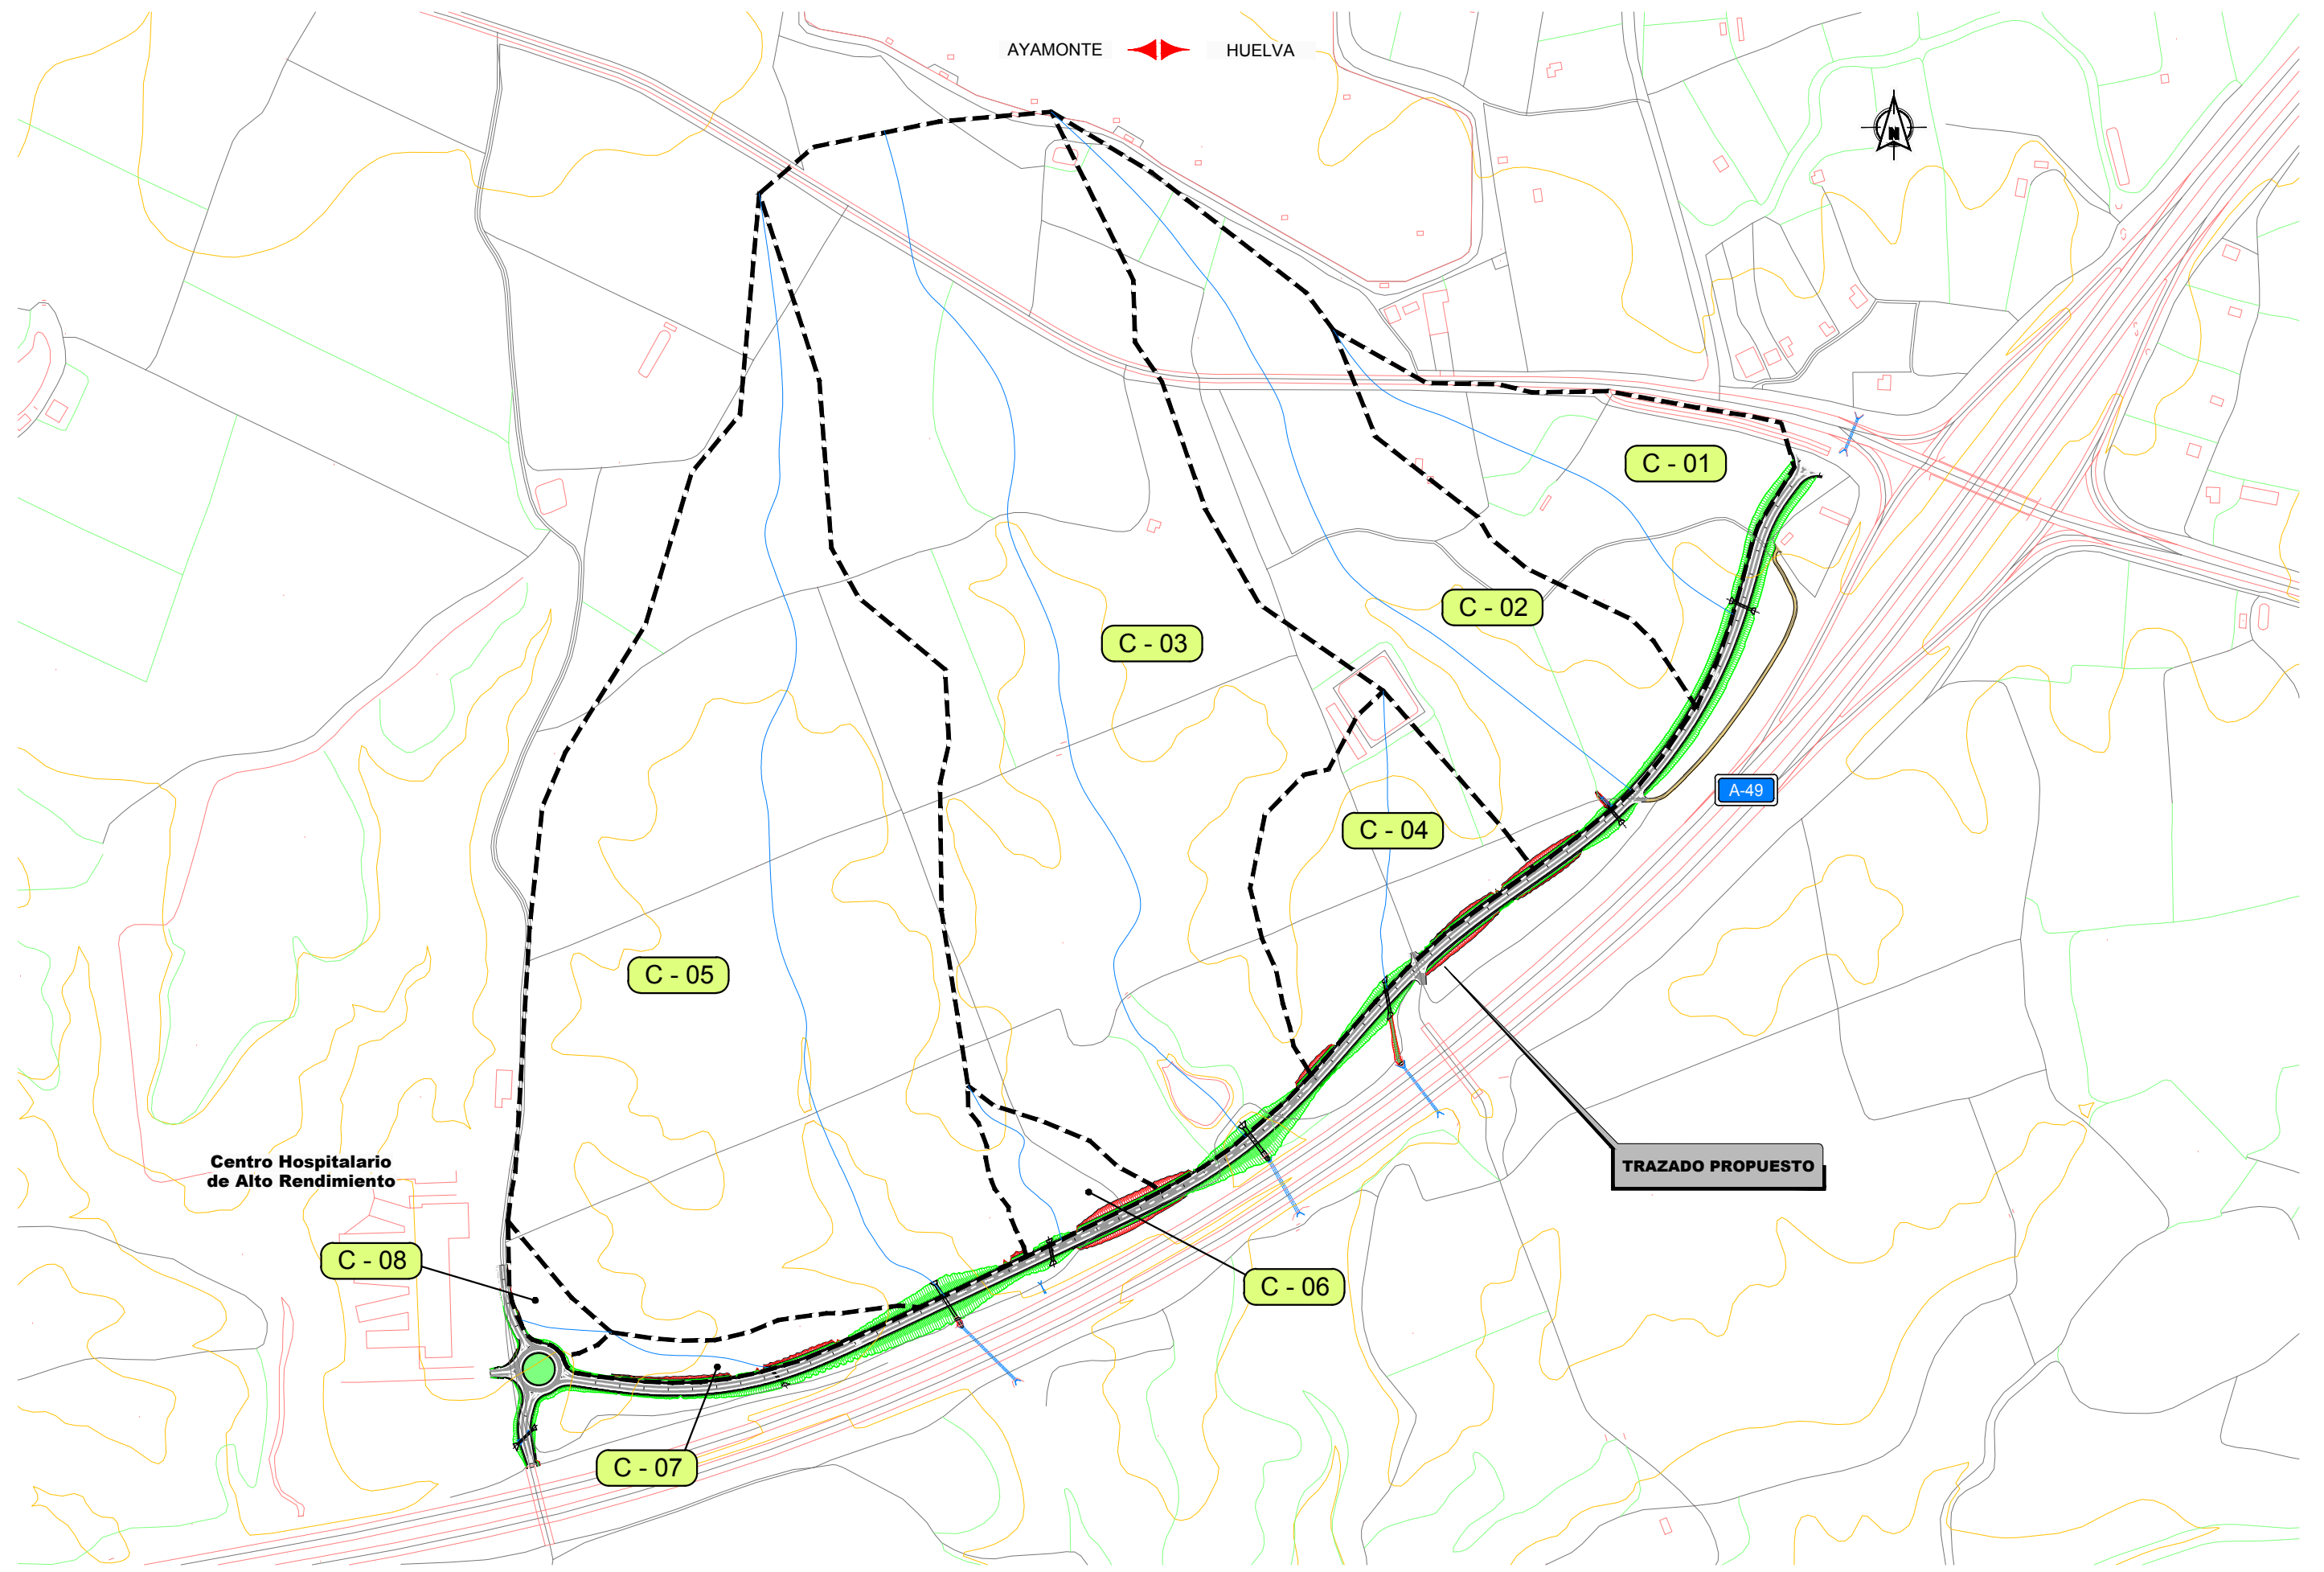 AYAMONTE
HUELVA
N
C - 01
C - 02
C - 03
A-49
C - 04
C - 05
Centro Hospitalario
de Alto Rendimiento
TRAZADO PROPUESTO
C - 08
C - 06
C - 07